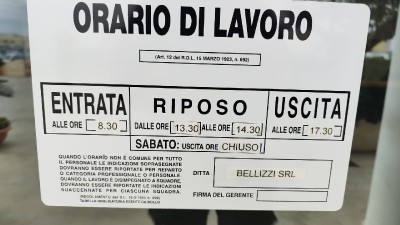 ORARIO DI LAVORO
(Art. 12 del R.D.L. 15 MARZO 1923, n. 692)
ENTRATA
ALLE ORE 8.30
RIPOSO
DALLE ORE 13.30 ALLE ORE 14.30
USCITA
ALLE ORE 17.30
SABATO: USCITA ORE CHIUSO
QUANDO L'ORARIO NON È COMUNE PER TUTTO
IL PERSONALE LE INDICAZIONI SOPRASEGNATE
DOVRANNO ESSERE RIPORTATE PER REPARTO
O CATEGORIA PROFESSIONALE O PERSONALE
QUANDO IL LAVORO È DISIMPEGNATO A SQUADRE,
DOVRANNO ESSERE RIPORTATE LE INDICAZIONI
SUACCENNATE PER CIASCUNA SQUADRA
DITTA BELLIZZI SRL
FIRMA DEL GERENTE